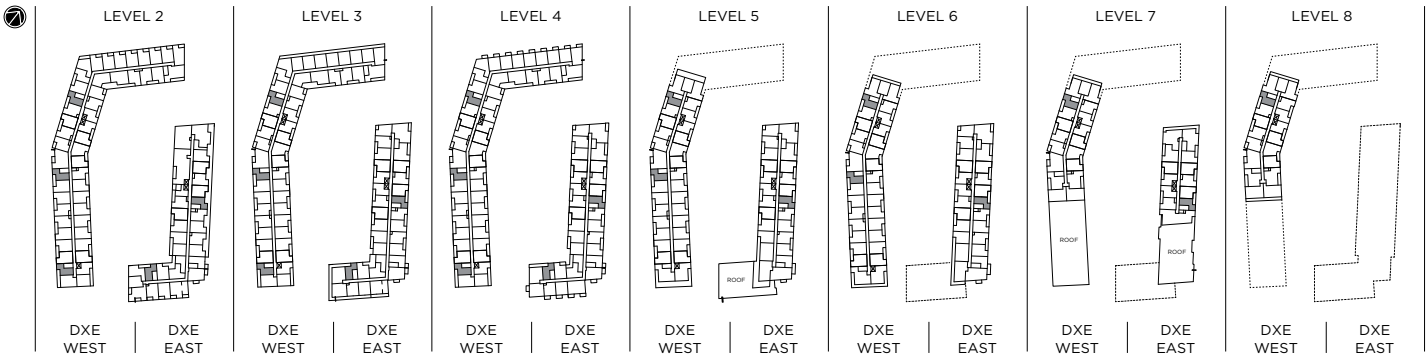 LEVEL 2
LEVEL 3
LEVEL 4
LEVEL 5
LEVEL 6
LEVEL 7
LEVEL 8
ROOF
ROOF
ROOF
DXE WEST
DXE EAST
DXE WEST
DXE EAST
DXE WEST
DXE EAST
DXE WEST
DXE EAST
DXE WEST
DXE EAST
DXE WEST
DXE EAST
DXE WEST
DXE EAST